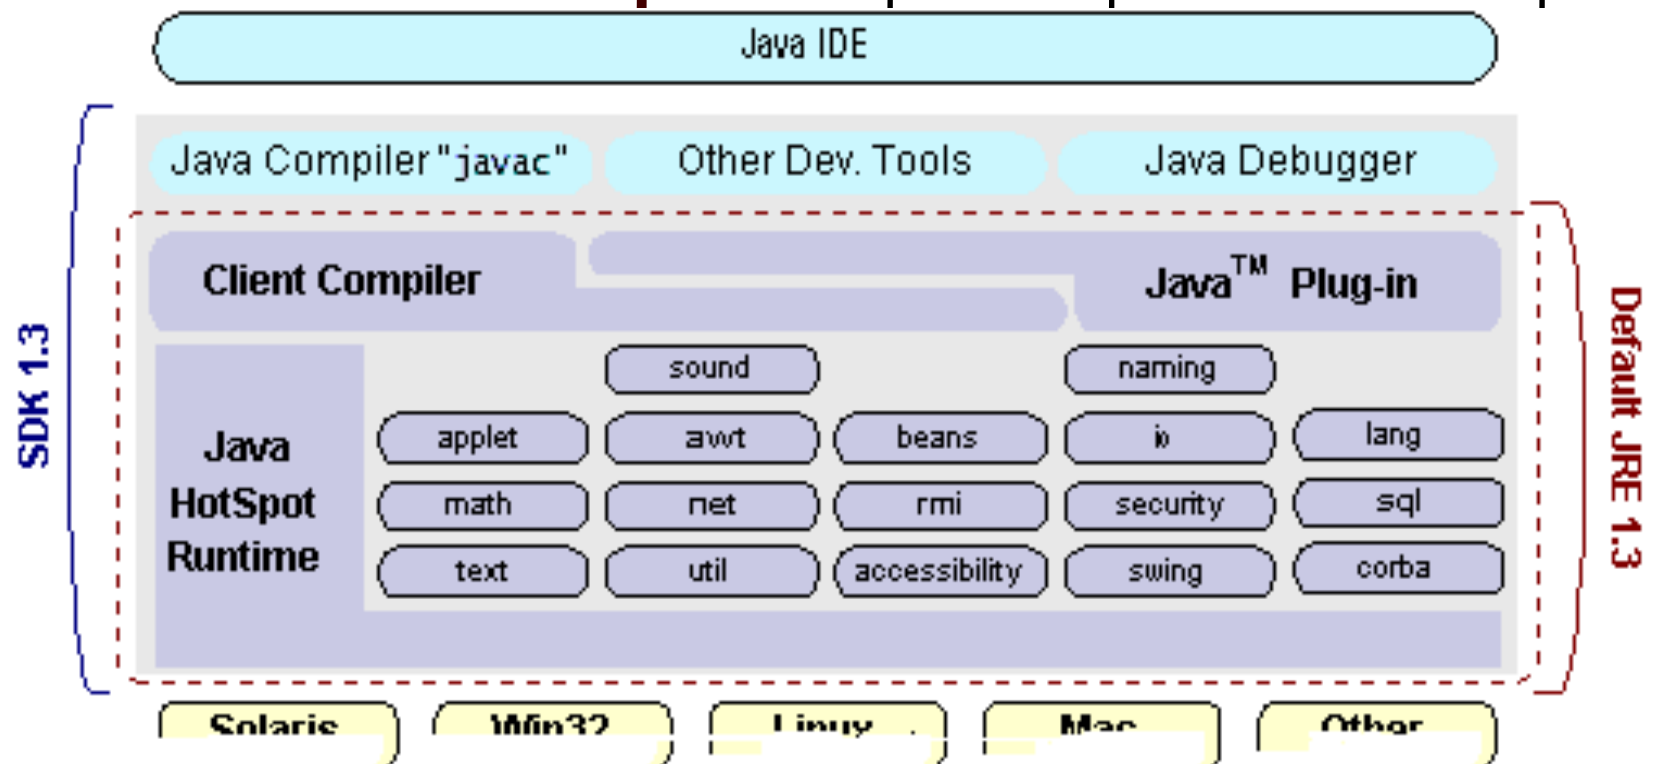 Java IDE
Java Compiler "javac"
Other Dev. Tools
Java Debugger
Client Compiler
Java™ Plug-in
SDK 1.3
Default JRE 1.3
Java
HotSpot
Runtime
sound
naming
applet
awt
beans
io
lang
math
net
rmi
security
sql
text
util
accessibility
swing
corba
Solaris
Win32
Linux
Mac
Other